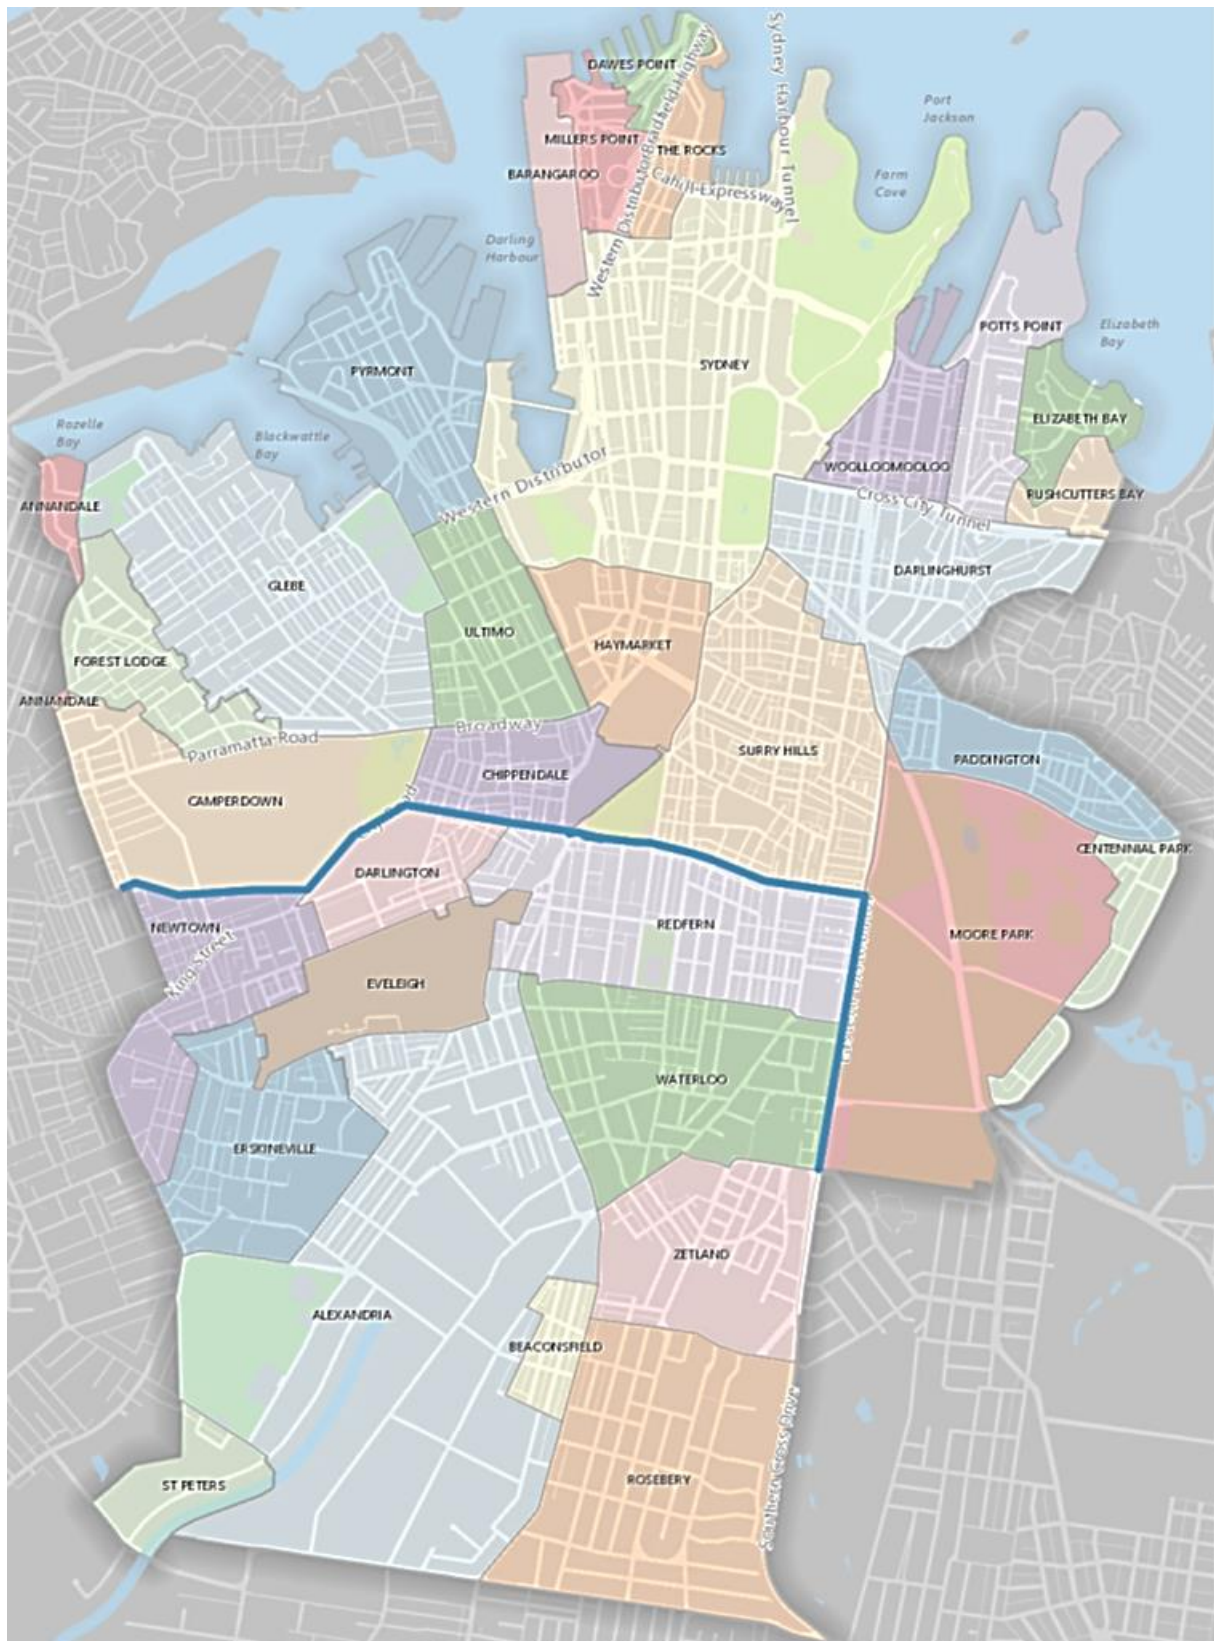 DAWES POINT
Sydney Harbour Tunnel
Bradfield-Highway
Port
Jackson
MILLERS POINT
THE ROCKS
BARANGAROO
Cahill-Expressway
Farm
Cove
Western Distributor
Darling
Harbour
POTTS POINT
Elizabeth
Bay
SYDNEY
PYRMONT
ELIZABETH BAY
Rozelle
Bay
Blackwattle
Bay
WOOLLOOMOOLOO
Western Distributor
RUSHCUTTERS BAY
ANNANDALE
Cross City Tunnel
DARLINGHURST
GLEBE
ULTIMO
HAYMARKET
FOREST LODGE
ANNANDALE
Broadway
Parramatta-Road
SURRY HILLS
PADDINGTON
CHIPPENDALE
CAMPERDOWN
CENTENNIAL PARK
DARLINGTON
REDFERN
NEWTOWN
MOORE PARK
King-Street
EVELEIGH
WATERLOO
ERSKINEVILLE
ZETLAND
ALEXANDRIA
BEACONSFIELD
Southern Cross Drive
ROSEBERY
ST PETERS